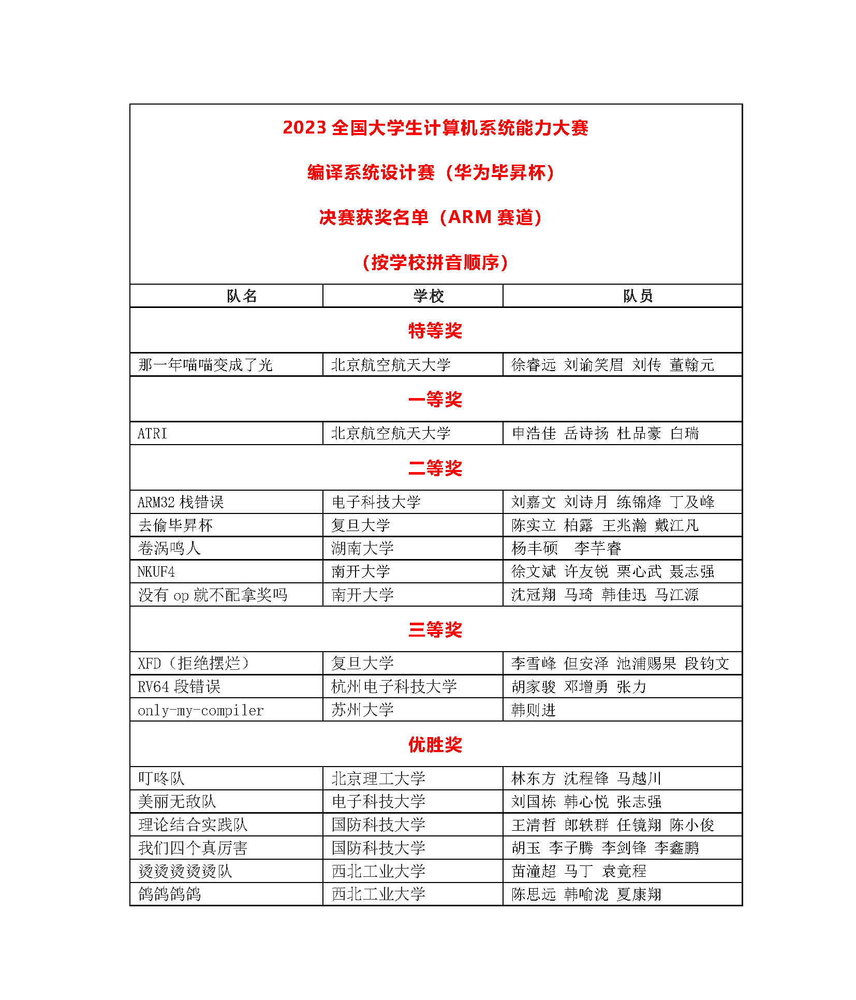 2023 全国大学生计算机系统能力大赛
编译系统设计赛（华为毕昇杯）
决赛获奖名单（ARM 赛道）
（按学校拼音顺序）
队名 学校 队员
特等奖
那一年喵喵变成了光 北京航空航天大学 徐睿远 刘谕笑眉 刘传 董翰元
一等奖
ATRI 北京航空航天大学 申浩佳 岳诗扬 杜品豪 白瑞
二等奖
ARM32 栈错误 电子科技大学 刘嘉文 刘诗月 练锦烽 丁及峰
去偷毕昇杯 复旦大学 陈实立 柏露 王兆瀚 戴江凡
卷涡鸣人 湖南大学 杨丰硕 李芊睿
NKUF4 南开大学 徐文斌 许友锐 栗心武 聂志强
没有 op 就不配拿奖吗 南开大学 沈冠翔 马琦 韩佳迅 马江源
三等奖
XFD（拒绝摆烂） 复旦大学 李雪峰 但安泽 池浦赐果 段钧文
RV64 段错误 杭州电子科技大学 胡家骏 邓增勇 张力
only-my-compiler 苏州大学 韩则进
优胜奖
叮咚队 北京理工大学 林东方 沈程锋 马越川
美丽无敌队 电子科技大学 刘国栋 韩心悦 张志强
理论结合实践队 国防科技大学 王清哲 郎轶群 任镜翔 陈小俊
我们四个真厉害 国防科技大学 胡玉 李子腾 李剑锋 李鑫鹏
烫烫烫烫烫队 西北工业大学 苗潼超 马丁 袁竟程
鸽鸽鸽鸽 西北工业大学 陈思远 韩喻泷 夏康翔